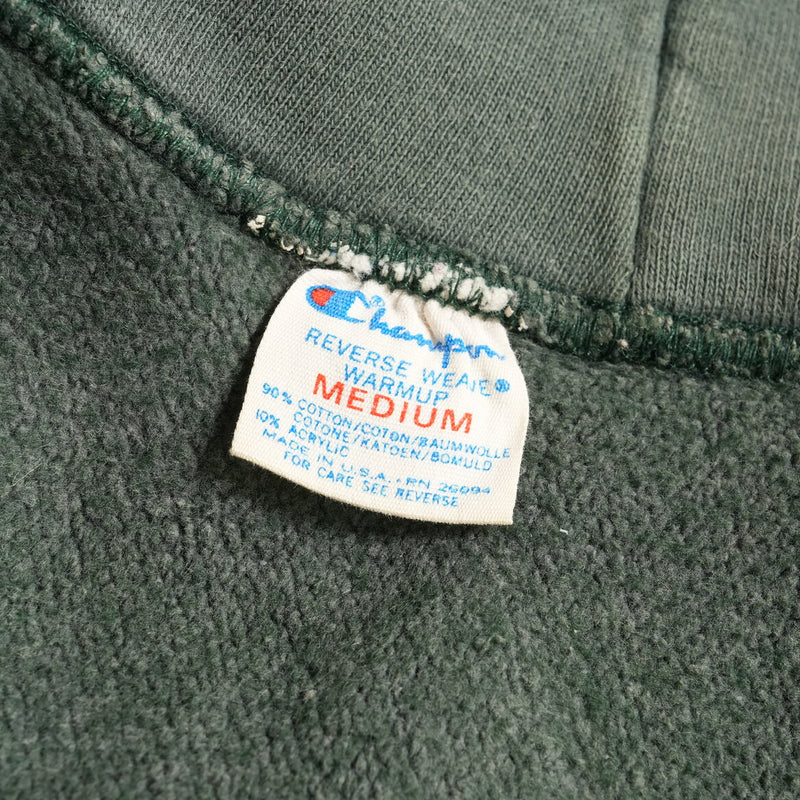 Champion
REVERSE WEAVE®
WARMUP
MEDIUM
90% COTTON/COTON/BAUMWOLLE
COTONE/KATOEN/BOMULD
10% ACRYLIC
MADE IN U.S.A. · RN 26094
FOR CARE SEE REVERSE